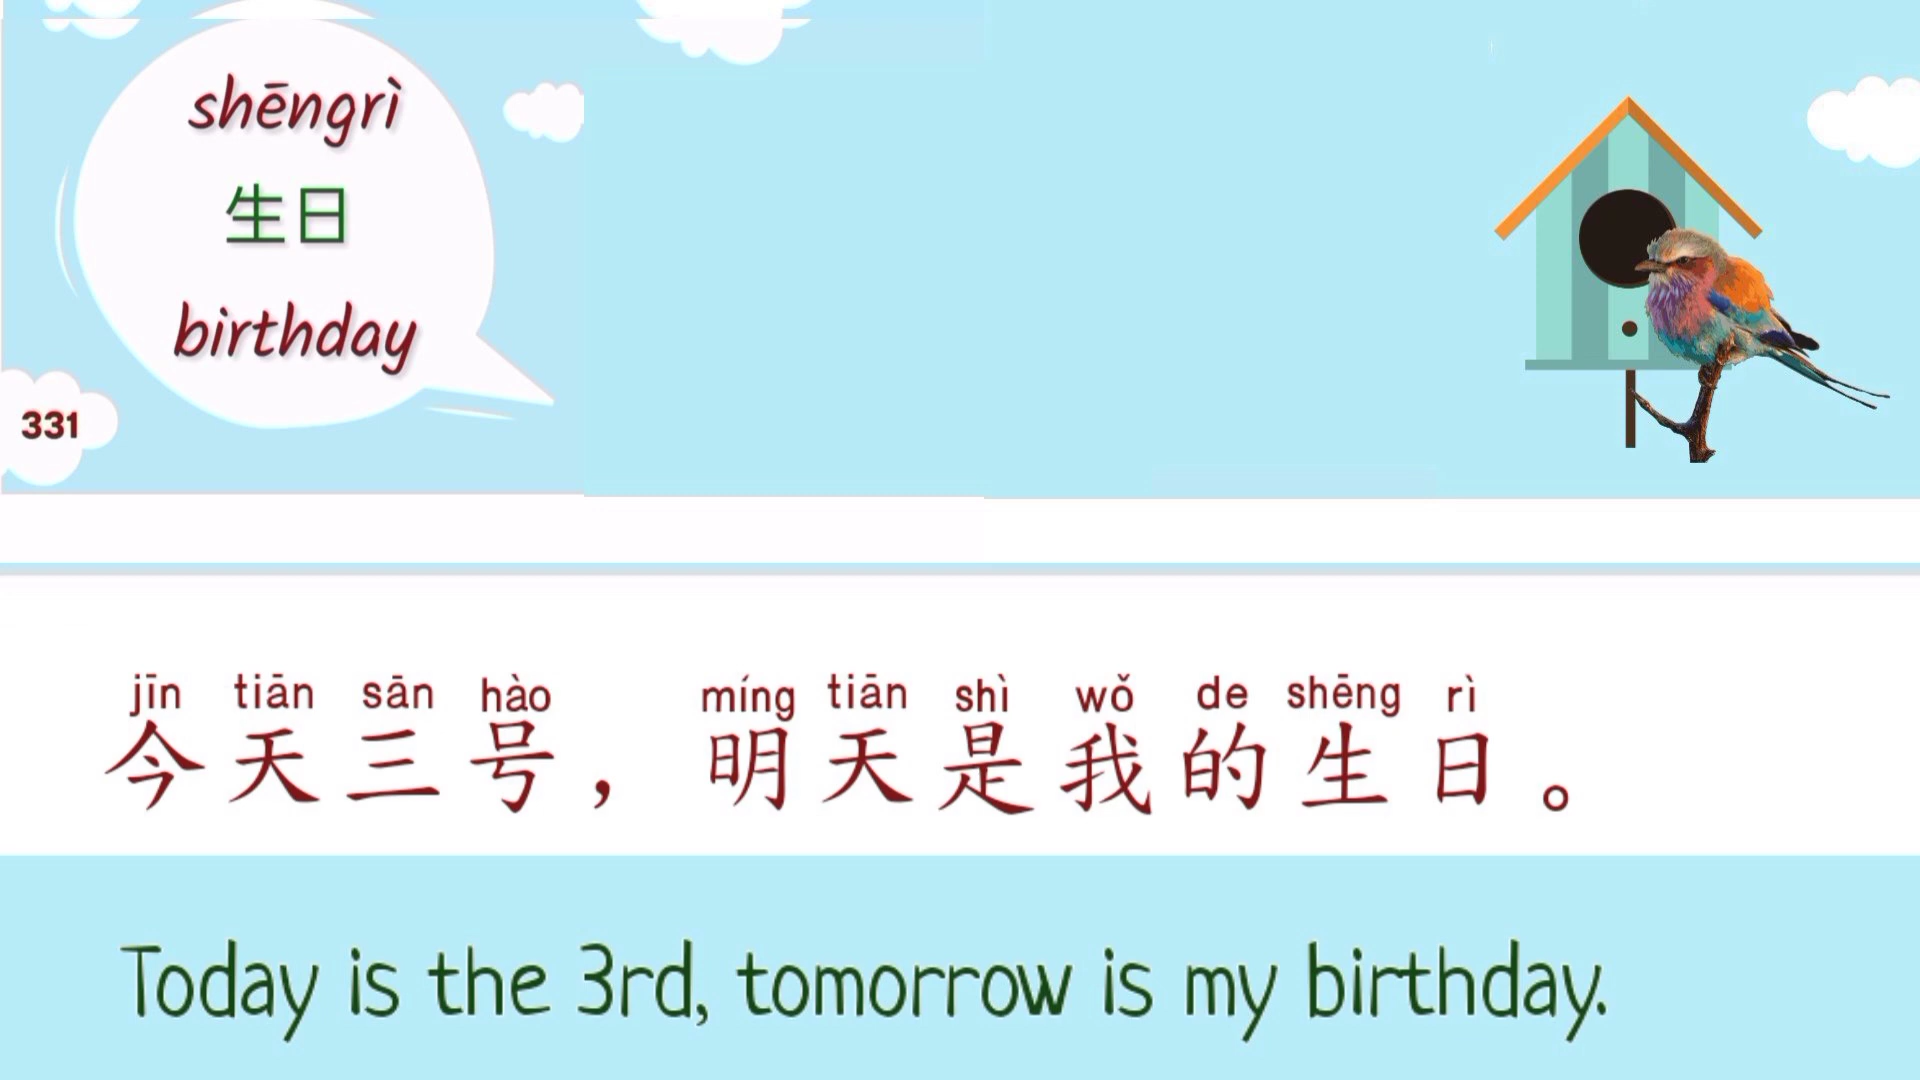 shēngrì
生日
birthday
331
jīn tiān sān hào míng tiān shì wǒ de shēng rì
今天三号，明天是我的生日。
Today is the 3rd, tomorrow is my birthday.